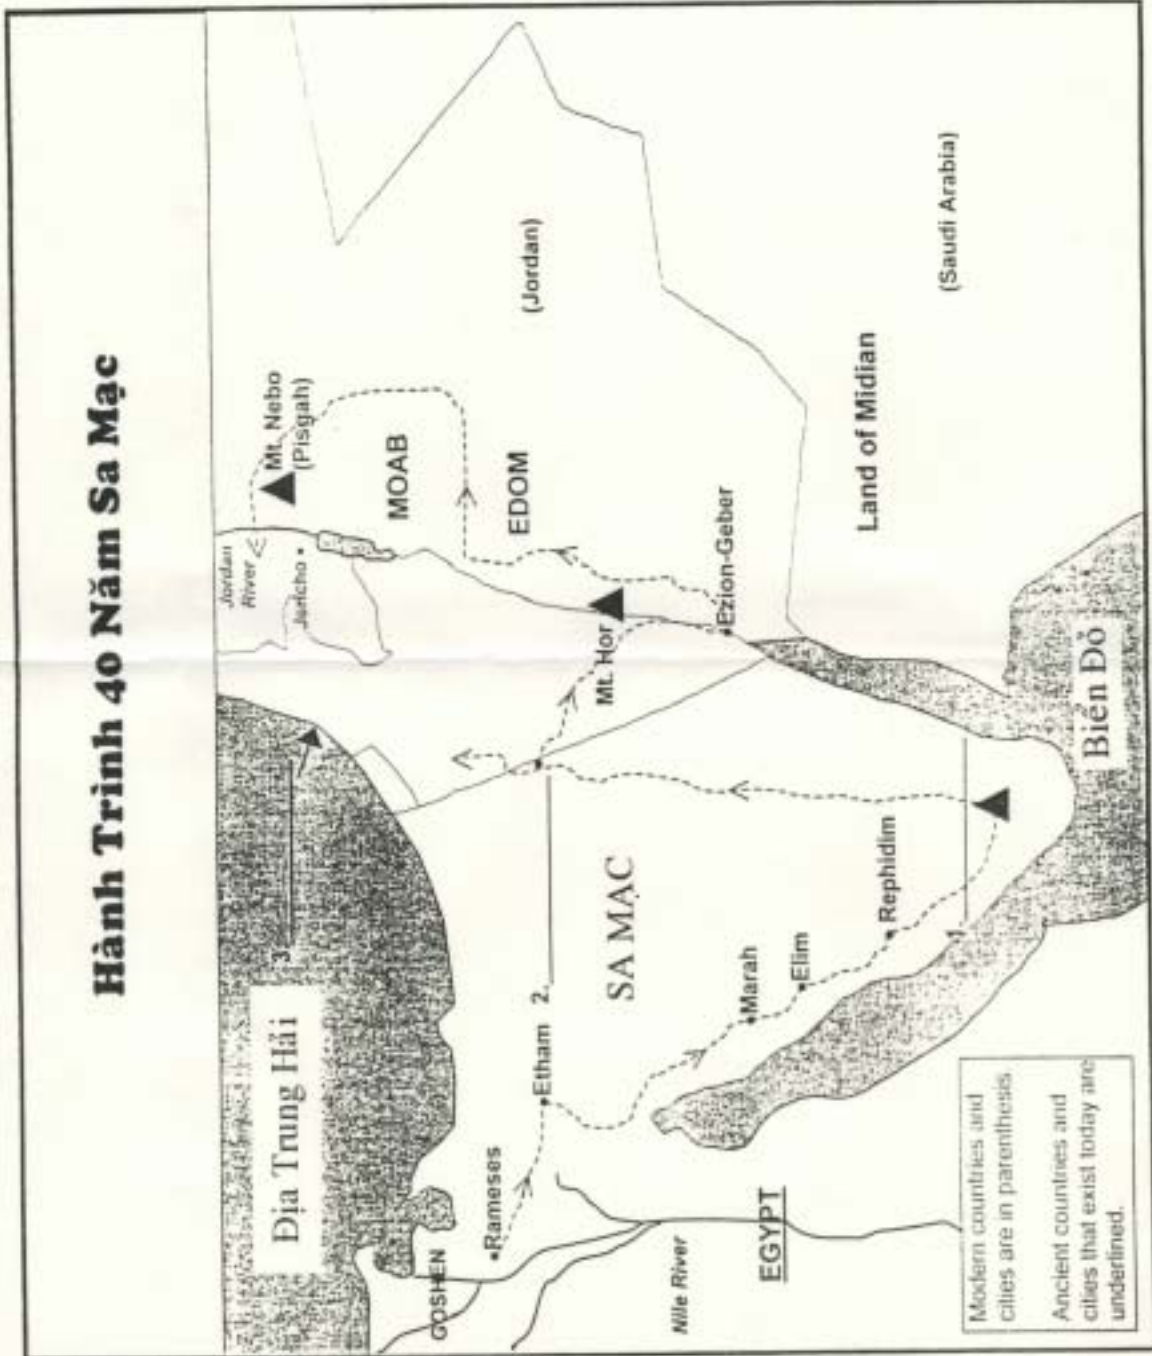 Hành Trình 40 Năm Sa Mạc
Địa Trung Hải
3
Jordan
River
Jericho
Mt. Nebo
(Pisgah)
MOAB
EDOM
(Jordan)
GOSHEN
Rameses
Etham
2.
SA MẠC
Mt. Hor
Ezion-Geber
Nile River
EGYPT
Marah
Elim
Rephidim
1
Land of Midian
(Saudi Arabia)
Biển Đỏ
Modern countries and
cities are in parenthesis.
Ancient countries and
cities that exist today are
underlined.